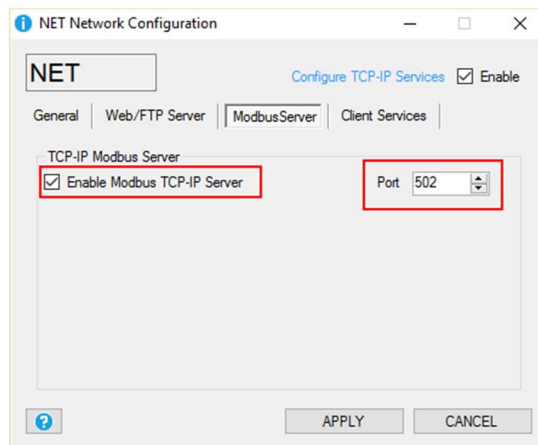 NET Network Configuration
NET
Configure TCP-IP Services Enable
General Web/FTP Server ModbusServer Client Services
TCP-IP Modbus Server
Enable Modbus TCP-IP Server Port 502
APPLY CANCEL